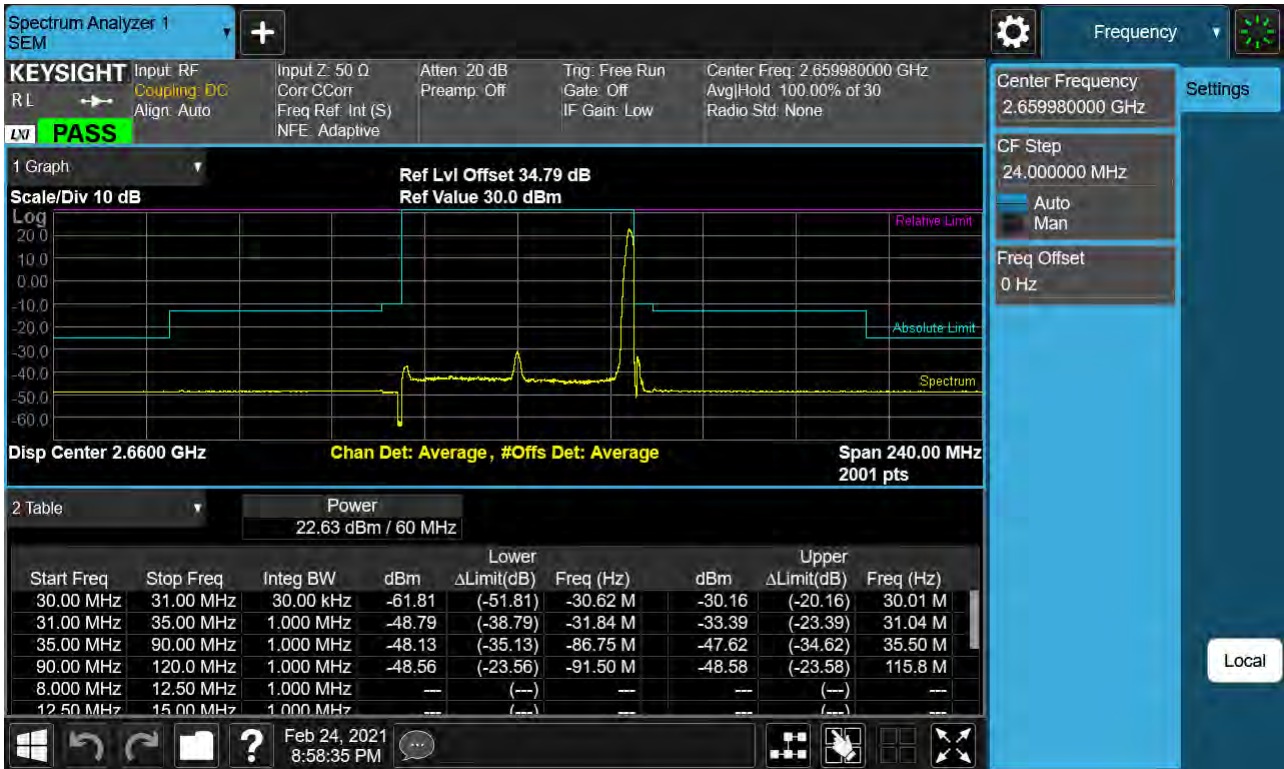 Spectrum Analyzer 1
SEM
Frequency
KEYSIGHT
R L
LXI
PASS
Input: RF
Coupling: DC
Align: Auto
Input Z: 50 Ω
Corr CCorr
Freq Ref: Int (S)
NFE: Adaptive
Atten: 20 dB
Preamp: Off
Trig: Free Run
Gate: Off
IF Gain: Low
Center Freq: 2.659980000 GHz
Avg|Hold: 100.00% of 30
Radio Std: None
Center Frequency
2.659980000 GHz
Settings
CF Step
24.000000 MHz
Auto
Man
Freq Offset
0 Hz
Local
1 Graph
Scale/Div 10 dB
Ref Lvl Offset 34.79 dB
Ref Value 30.0 dBm
Log
20.0
10.0
0.00
-10.0
-20.0
-30.0
-40.0
-50.0
-60.0
Relative Limit
Absolute Limit
Spectrum
Disp Center 2.6600 GHz
Chan Det: Average, #Offs Det: Average
Span 240.00 MHz
2001 pts
2 Table
Power
22.63 dBm / 60 MHz
Lower Upper
Start Freq Stop Freq Integ BW dBm ΔLimit(dB) Freq (Hz) dBm ΔLimit(dB) Freq (Hz)
30.00 MHz 31.00 MHz 30.00 kHz -61.81 (-51.81) -30.62 M -30.16 (-20.16) 30.01 M
31.00 MHz 35.00 MHz 1.000 MHz -48.79 (-38.79) -31.84 M -33.39 (-23.39) 31.04 M
35.00 MHz 90.00 MHz 1.000 MHz -48.13 (-35.13) -86.75 M -47.62 (-34.62) 35.50 M
90.00 MHz 120.0 MHz 1.000 MHz -48.56 (-23.56) -91.50 M -48.58 (-23.58) 115.8 M
8.000 MHz 12.50 MHz 1.000 MHz --- (---) --- --- (---) ---
12.50 MHz 15.00 MHz 1.000 MHz --- (---) --- --- (---) ---
Feb 24, 2021
8:58:35 PM